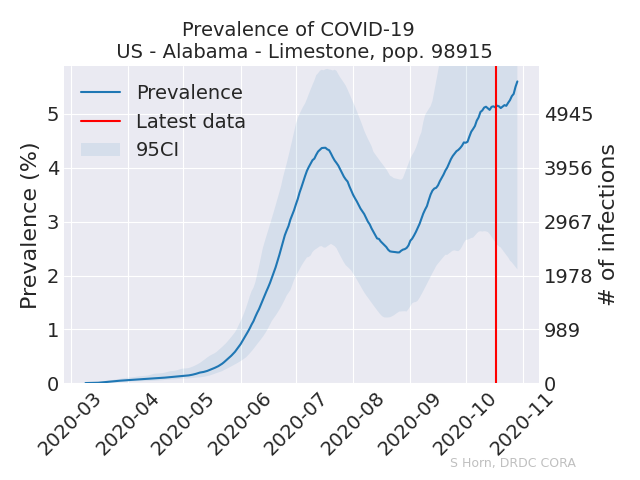 Prevalence of COVID-19
US - Alabama - Limestone, pop. 98915
Prevalence
Latest data
95CI
Prevalence (%)
5
4
3
2
1
0
4945
3956
2967
1978
989
0
# of infections
2020-03
2020-04
2020-05
2020-06
2020-07
2020-08
2020-09
2020-10
2020-11
S Horn, DRDC CORA